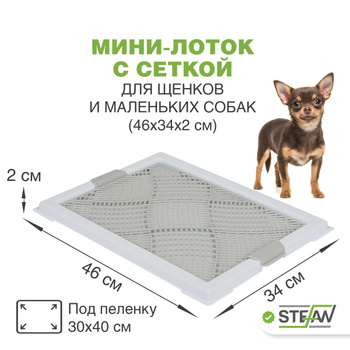 МИНИ-ЛОТОК
С СЕТКОЙ
ДЛЯ ЩЕНКОВ
И МАЛЕНЬКИХ СОБАК
(46х34х2 см)
2 см
46 см
34 см
Под пеленку
30х40 см
STEFAN